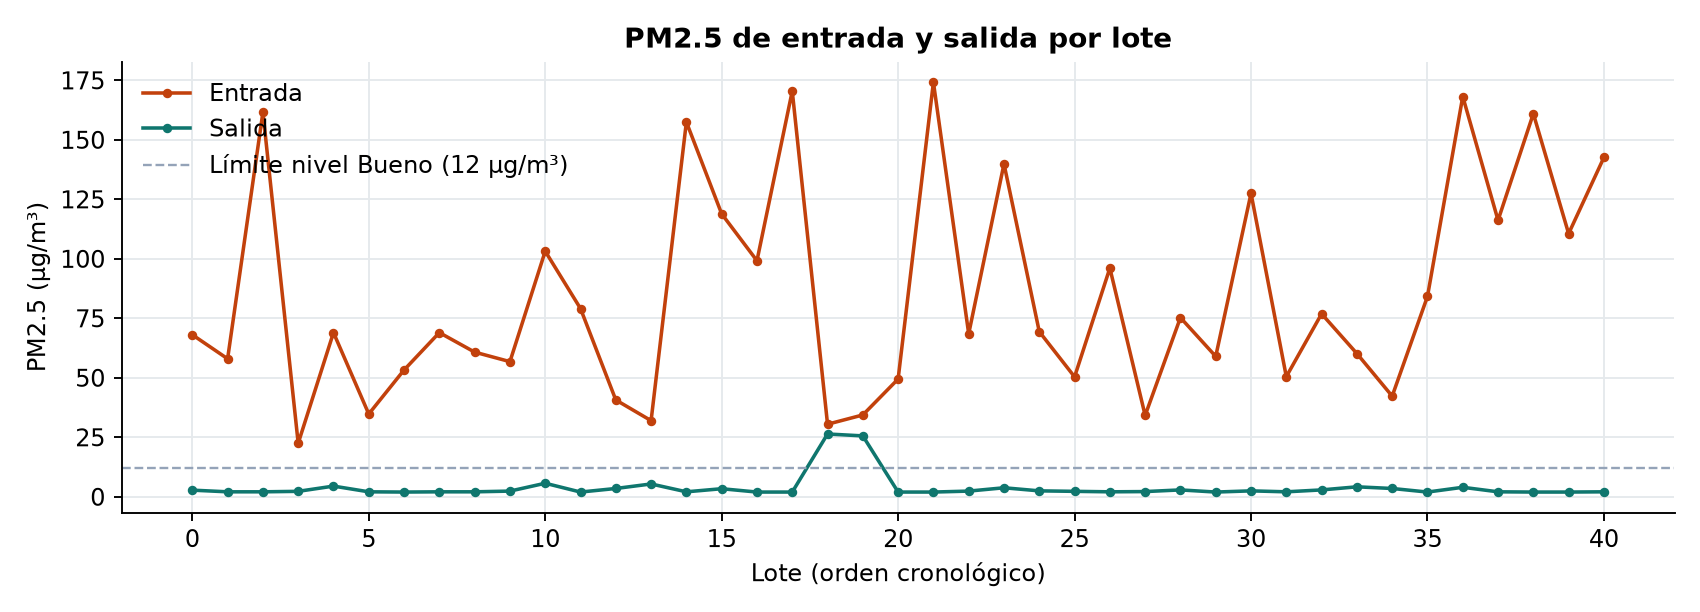 PM2.5 de entrada y salida por lote
175
150
125
100
75
50
25
0
PM2.5 (µg/m³)
Entrada
Salida
Límite nivel Bueno (12 µg/m³)
0 5 10 15 20 25 30 35 40
Lote (orden cronológico)